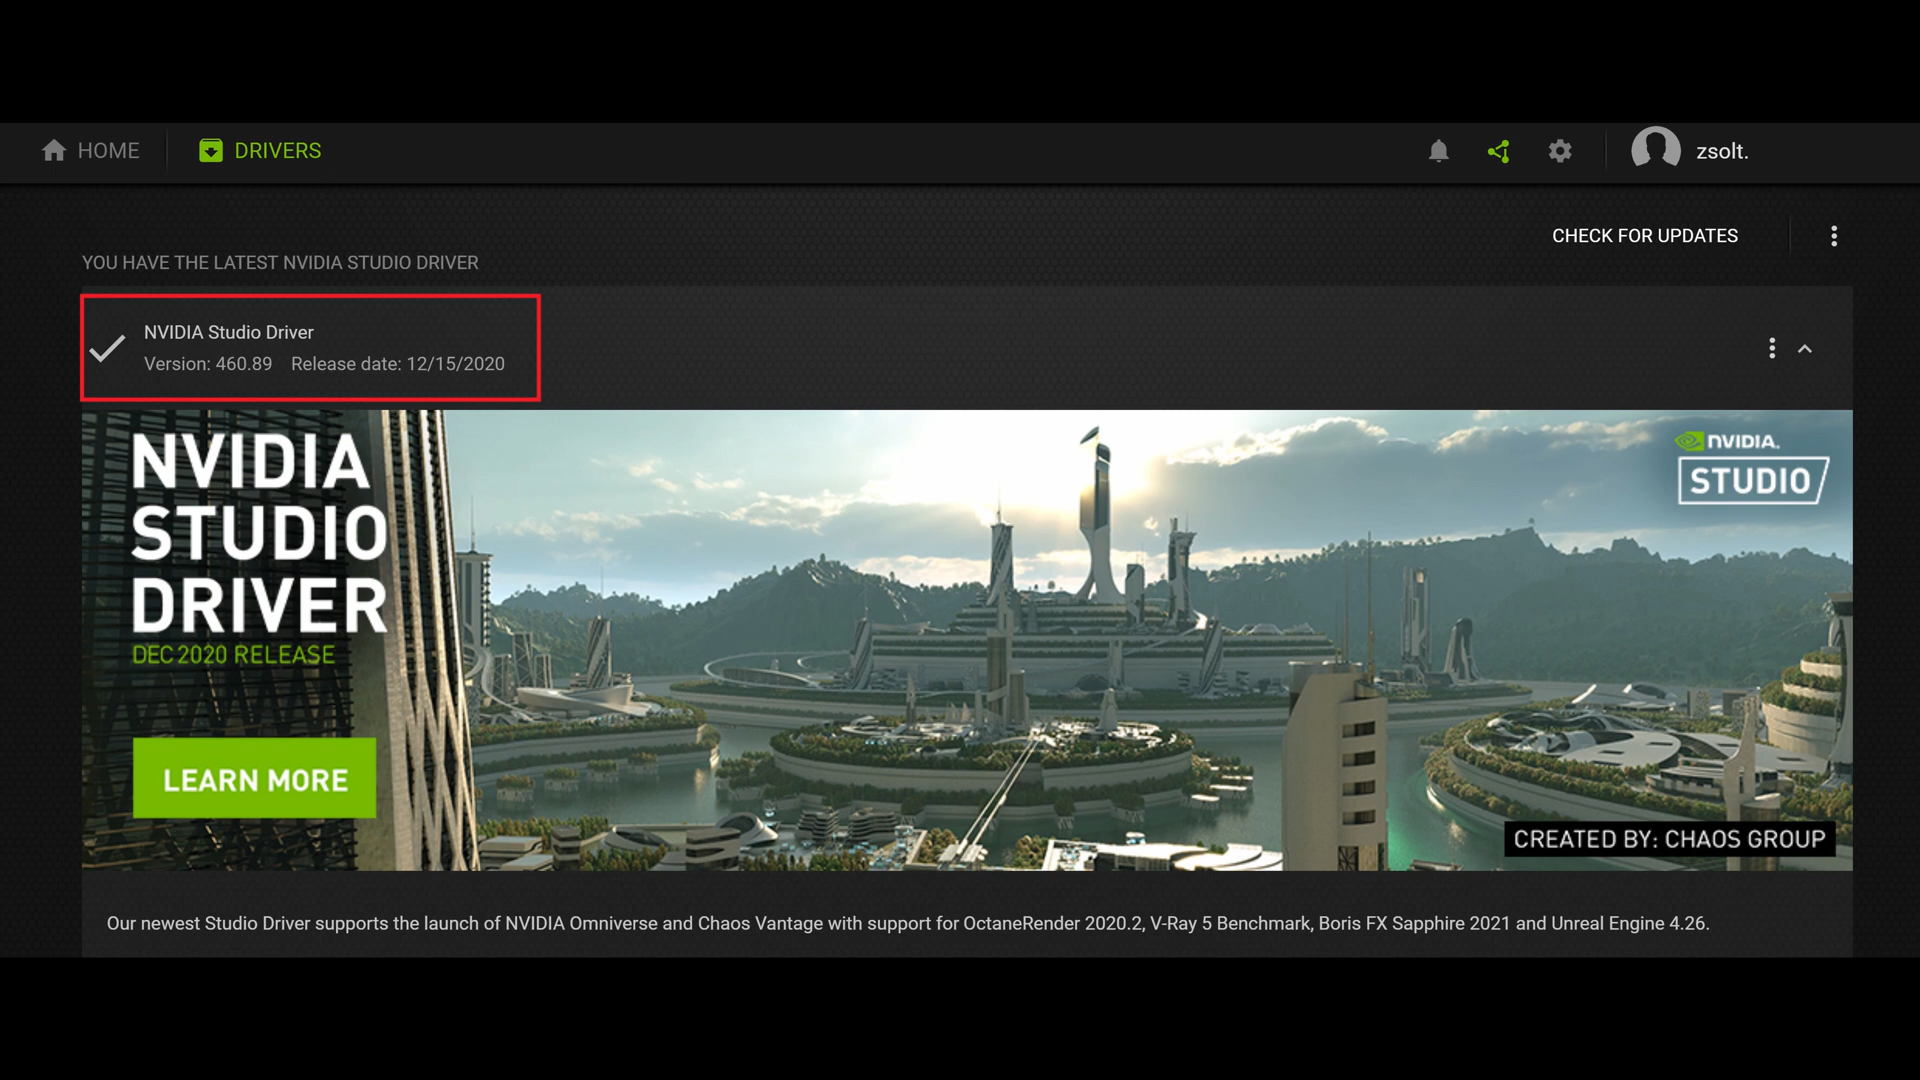 HOME
DRIVERS
zsolt.
CHECK FOR UPDATES
YOU HAVE THE LATEST NVIDIA STUDIO DRIVER
NVIDIA Studio Driver
Version: 460.89 Release date: 12/15/2020
NVIDIA
STUDIO
DRIVER
DEC 2020 RELEASE
LEARN MORE
NVIDIA.
STUDIO
CREATED BY: CHAOS GROUP
Our newest Studio Driver supports the launch of NVIDIA Omniverse and Chaos Vantage with support for OctaneRender 2020.2, V-Ray 5 Benchmark, Boris FX Sapphire 2021 and Unreal Engine 4.26.